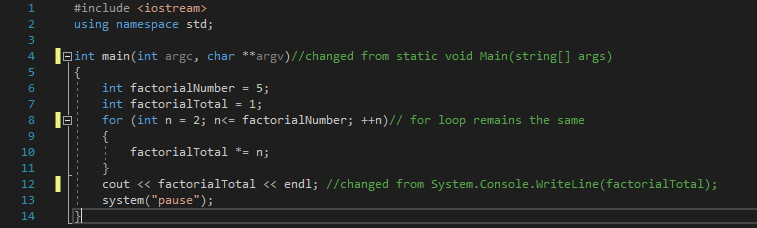 1 #include <iostream>
2 using namespace std;
3
4 int main(int argc, char **argv)//changed from static void Main(string[] args)
5 {
6 int factorialNumber = 5;
7 int factorialTotal = 1;
8 for (int n = 2; n<= factorialNumber; ++n)// for loop remains the same
9 {
10 factorialTotal *= n;
11 }
12 cout << factorialTotal << endl; //changed from System.Console.WriteLine(factorialTotal);
13 system("pause");
14 }